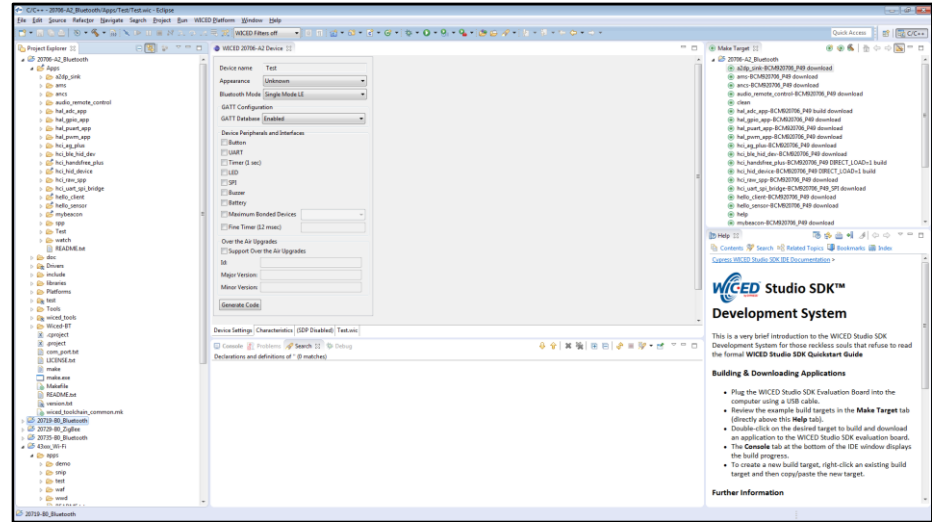 C/C++ - 20706-A2_Bluetooth/Apps/Test/Test.wic - Eclipse
File Edit Source Refactor Navigate Search Project Run WICED Platform Window Help
WICED Filters off
Quick Access
C/C++
Project Explorer
20706-A2_Bluetooth
Apps
a2dp_sink
ams
ancs
audio_remote_control
hal_adc_app
hal_gpio_app
hal_puart_app
hal_pwm_app
hci_ag_plus
hci_ble_hid_dev
hci_handsfree_plus
hci_hid_device
hci_raw_spp
hci_uart_spi_bridge
hello_client
hello_sensor
mybeacon
spp
Test
watch
README.txt
doc
Drivers
include
libraries
Platforms
test
Tools
wiced_tools
Wiced-BT
.cproject
.project
com_port.txt
LICENSE.txt
make
make.exe
Makefile
README.txt
version.txt
wiced_toolchain_common.mk
20719-B0_Bluetooth
20729-B0_ZigBee
20735-B0_Bluetooth
43xxx_Wi-Fi
apps
demo
snip
test
waf
wwd
20719-B0_Bluetooth
WICED 20706-A2 Device
Device name Test
Appearance Unknown
Bluetooth Mode Single Mode LE
GATT Configuration
GATT Database Enabled
Device Peripherals and Interfaces
Button
UART
Timer (1 sec)
LED
SPI
Buzzer
Battery
Maximum Bonded Devices
Fine Timer (12 msec)
Over the Air Upgrades
Support Over the Air Upgrades
Id:
Major Version:
Minor Version:
Generate Code
Device Settings Characteristics (SDP Disabled) Test.wic
Console Problems Search Debug
Declarations and definitions of '' (0 matches)
Make Target
20706-A2_Bluetooth
a2dp_sink-BCM920706_P49 download
ams-BCM920706_P49 download
ancs-BCM920706_P49 download
audio_remote_control-BCM920706_P49 download
clean
hal_adc_app-BCM920706_P49 build download
hal_gpio_app-BCM920706_P49 download
hal_puart_app-BCM920706_P49 download
hal_pwm_app-BCM920706_P49 download
hci_ag_plus-BCM920706_P49 download
hci_ble_hid_dev-BCM920706_P49 download
hci_handsfree_plus-BCM920706_P49 DIRECT_LOAD=1 build
hci_hid_device-BCM920706_P49 DIRECT_LOAD=1 build
hci_raw_spp-BCM920706_P49 download
hci_uart_spi_bridge-BCM920706_P49_SPI download
hello_client-BCM920706_P49 download
hello_sensor-BCM920706_P49 download
help
mybeacon-BCM920706_P49 download
Help
Contents Search Related Topics Bookmarks Index
Cypress WICED Studio SDK IDE Documentation >
WICED Studio SDK™
Development System
This is a very brief introduction to the WICED Studio SDK
Development System for those reckless souls that refuse to read
the formal WICED Studio SDK Quickstart Guide
Building & Downloading Applications
• Plug the WICED Studio SDK Evaluation Board into the
computer using a USB cable.
• Review the example build targets in the Make Target tab
(directly above this Help tab).
• Double-click on the desired target to build and download
an application to the WICED Studio SDK evaluation board.
• The Console tab at the bottom of the IDE window displays
the build progress.
• To create a new build target, right-click an existing build
target and then copy/paste the new target.
Further Information